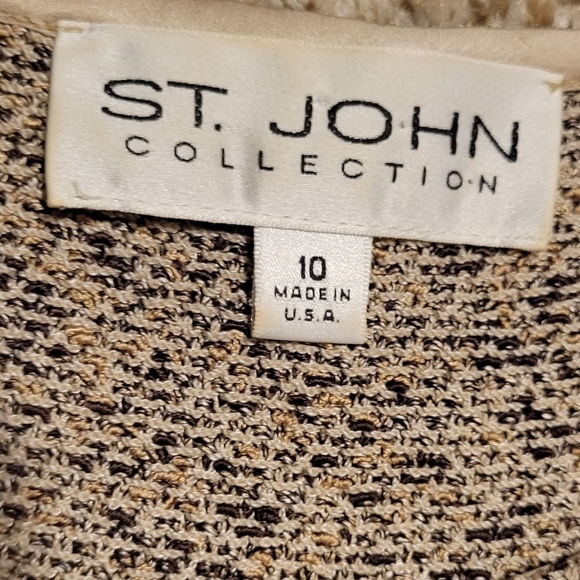 ST. JOHN
COLLECTION
10
MADE IN
U.S.A.